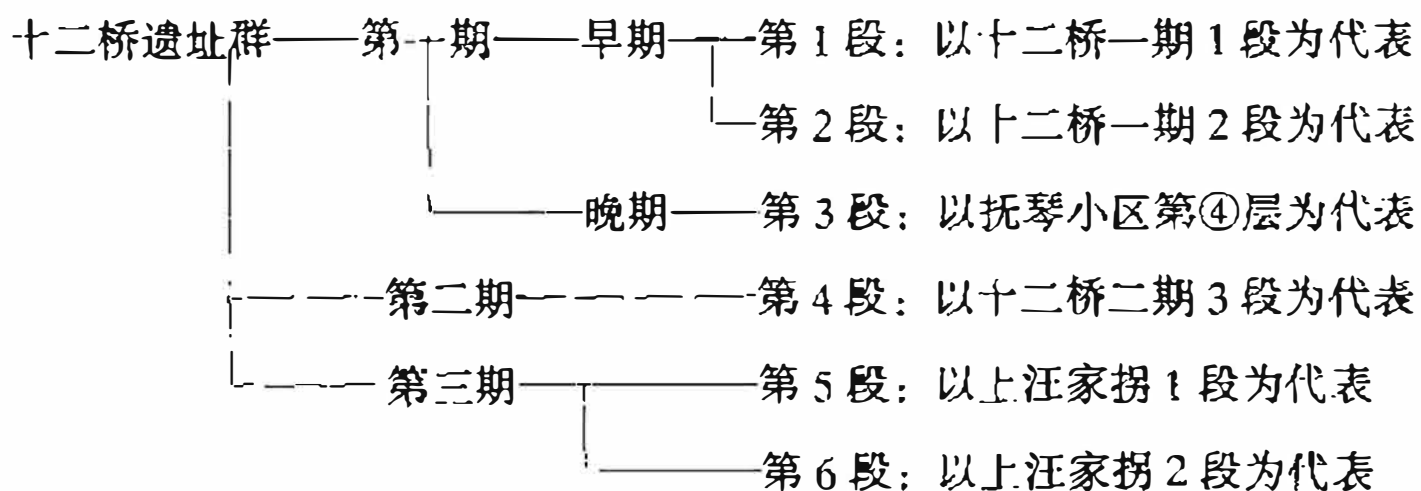 十二桥遗址群——第一期——早期——第1段：以十二桥一期1段为代表
第2段：以十二桥一期2段为代表
晚期——第3段：以抚琴小区第④层为代表
第二期————第4段：以十二桥二期3段为代表
第三期——第5段：以上汪家拐1段为代表
第6段：以上汪家拐2段为代表